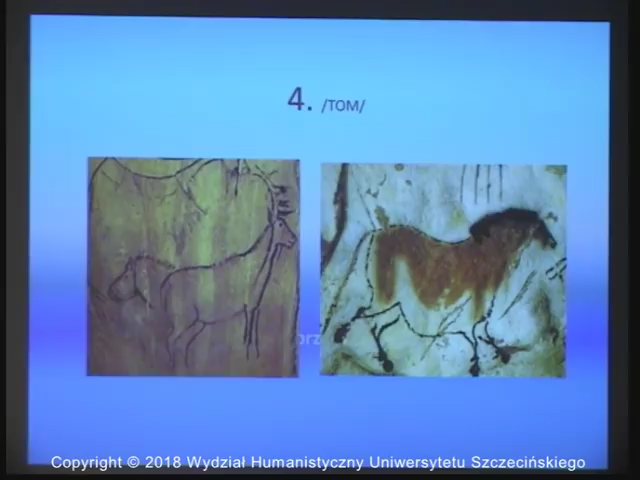 4. /TOM/
Copyright © 2018 Wydział Humanistyczny Uniwersytetu Szczecińskiego